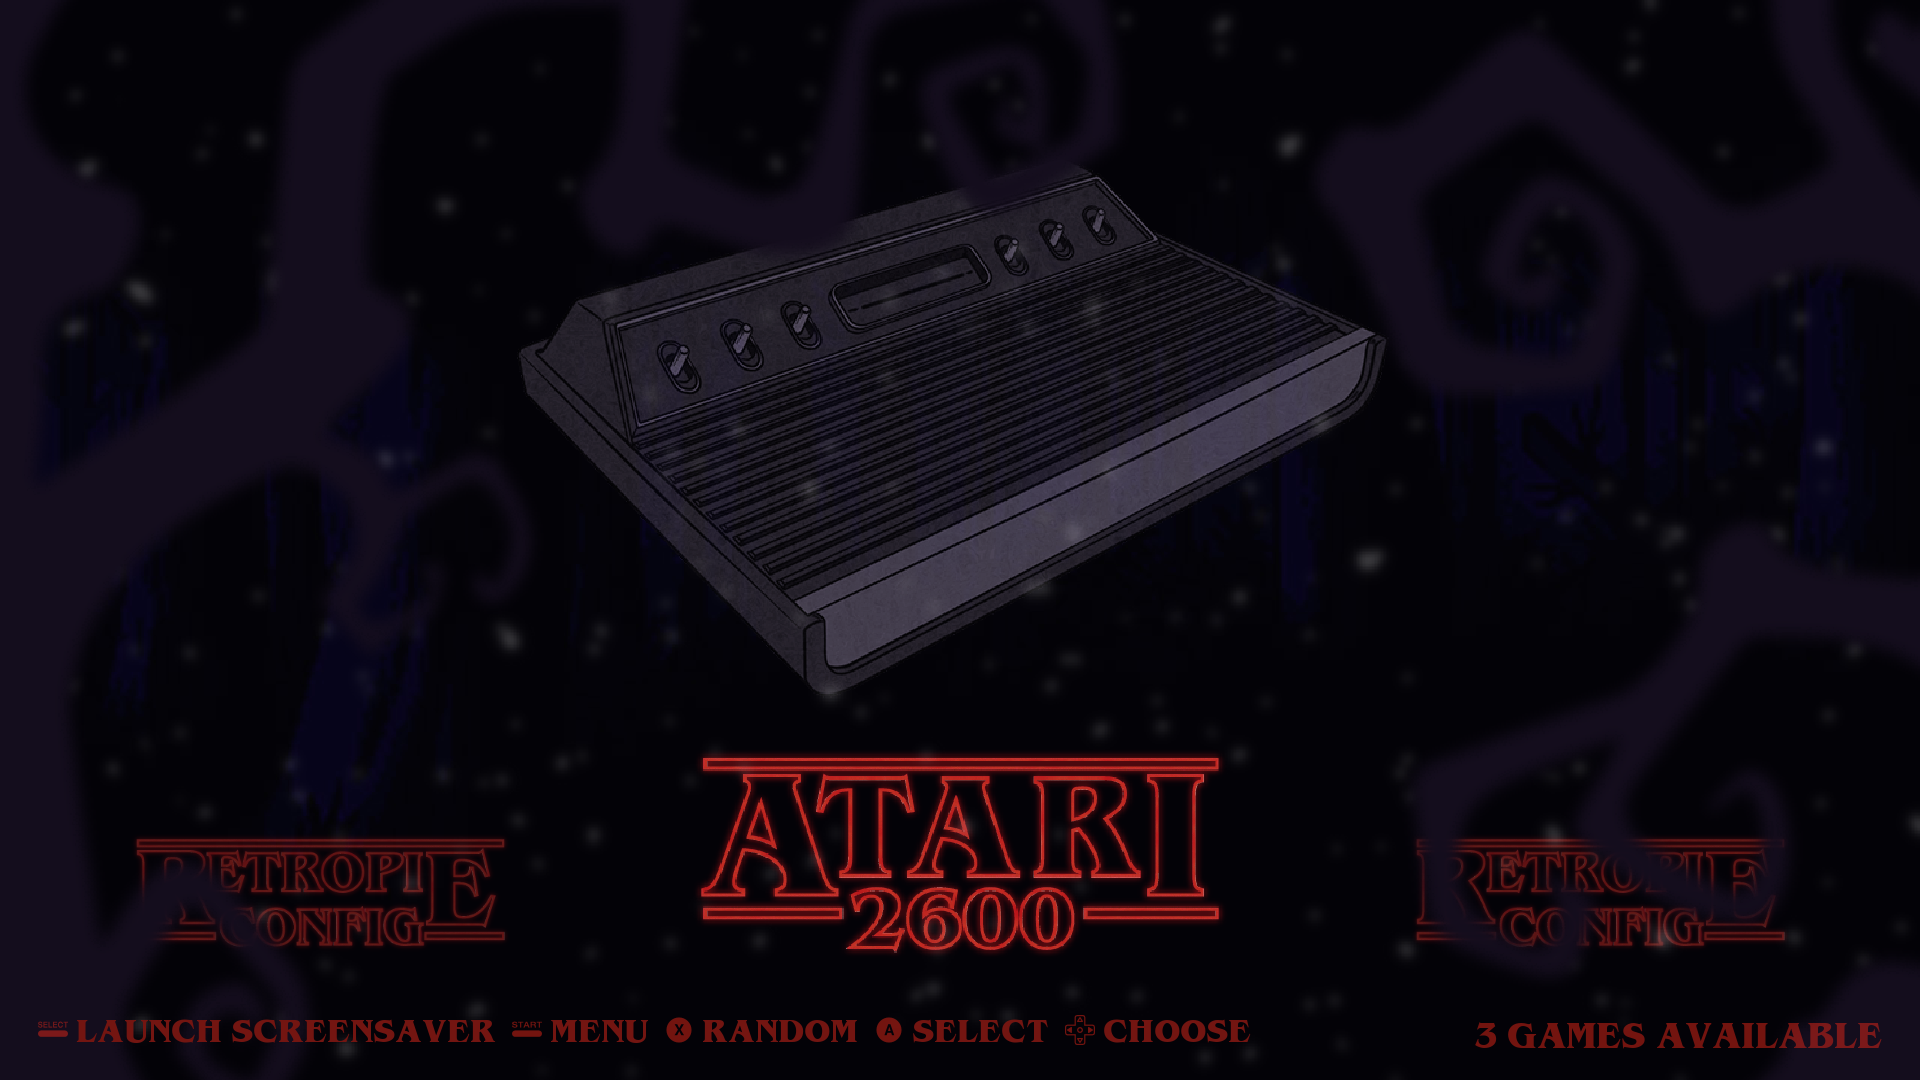 ATARI
2600
RETROPIE
CONFIG
RETROPIE
CONFIG
SELECT LAUNCH SCREENSAVER START MENU X RANDOM A SELECT CHOOSE
3 GAMES AVAILABLE